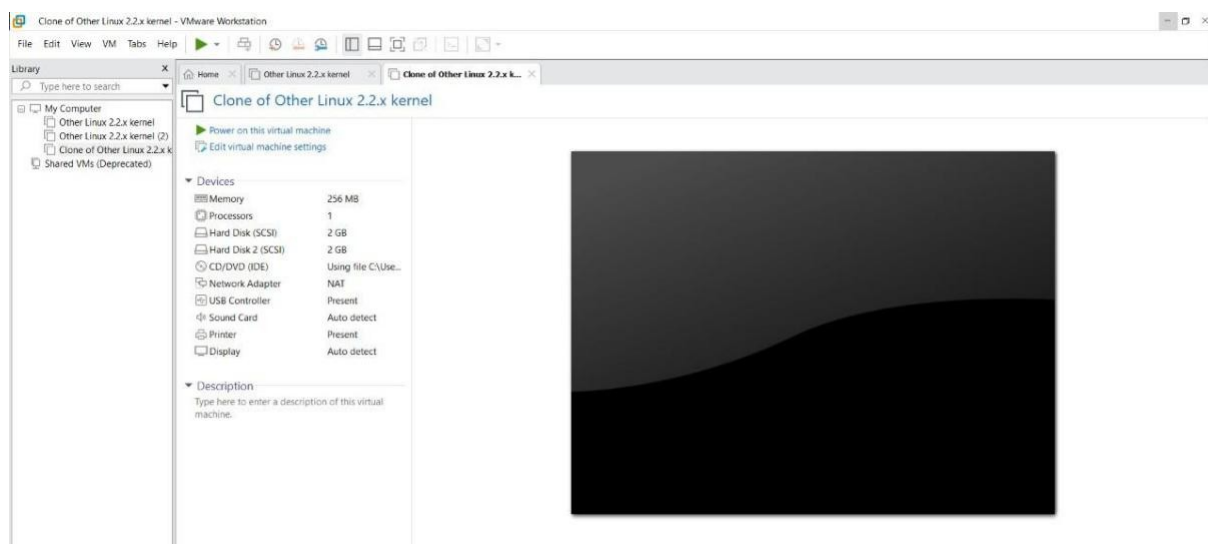 Clone of Other Linux 2.2.x kernel - VMware Workstation
File Edit View VM Tabs Help
Library X
Type here to search
My Computer
Other Linux 2.2.x kernel
Other Linux 2.2.x kernel (2)
Clone of Other Linux 2.2.x k
Shared VMs (Deprecated)
Home Other Linux 2.2.x kernel Clone of Other Linux 2.2.x k...
Clone of Other Linux 2.2.x kernel
Power on this virtual machine
Edit virtual machine settings
Devices
Memory 256 MB
Processors 1
Hard Disk (SCSI) 2 GB
Hard Disk 2 (SCSI) 2 GB
CD/DVD (IDE) Using file C:\Use...
Network Adapter NAT
USB Controller Present
Sound Card Auto detect
Printer Present
Display Auto detect
Description
Type here to enter a description of this virtual
machine.